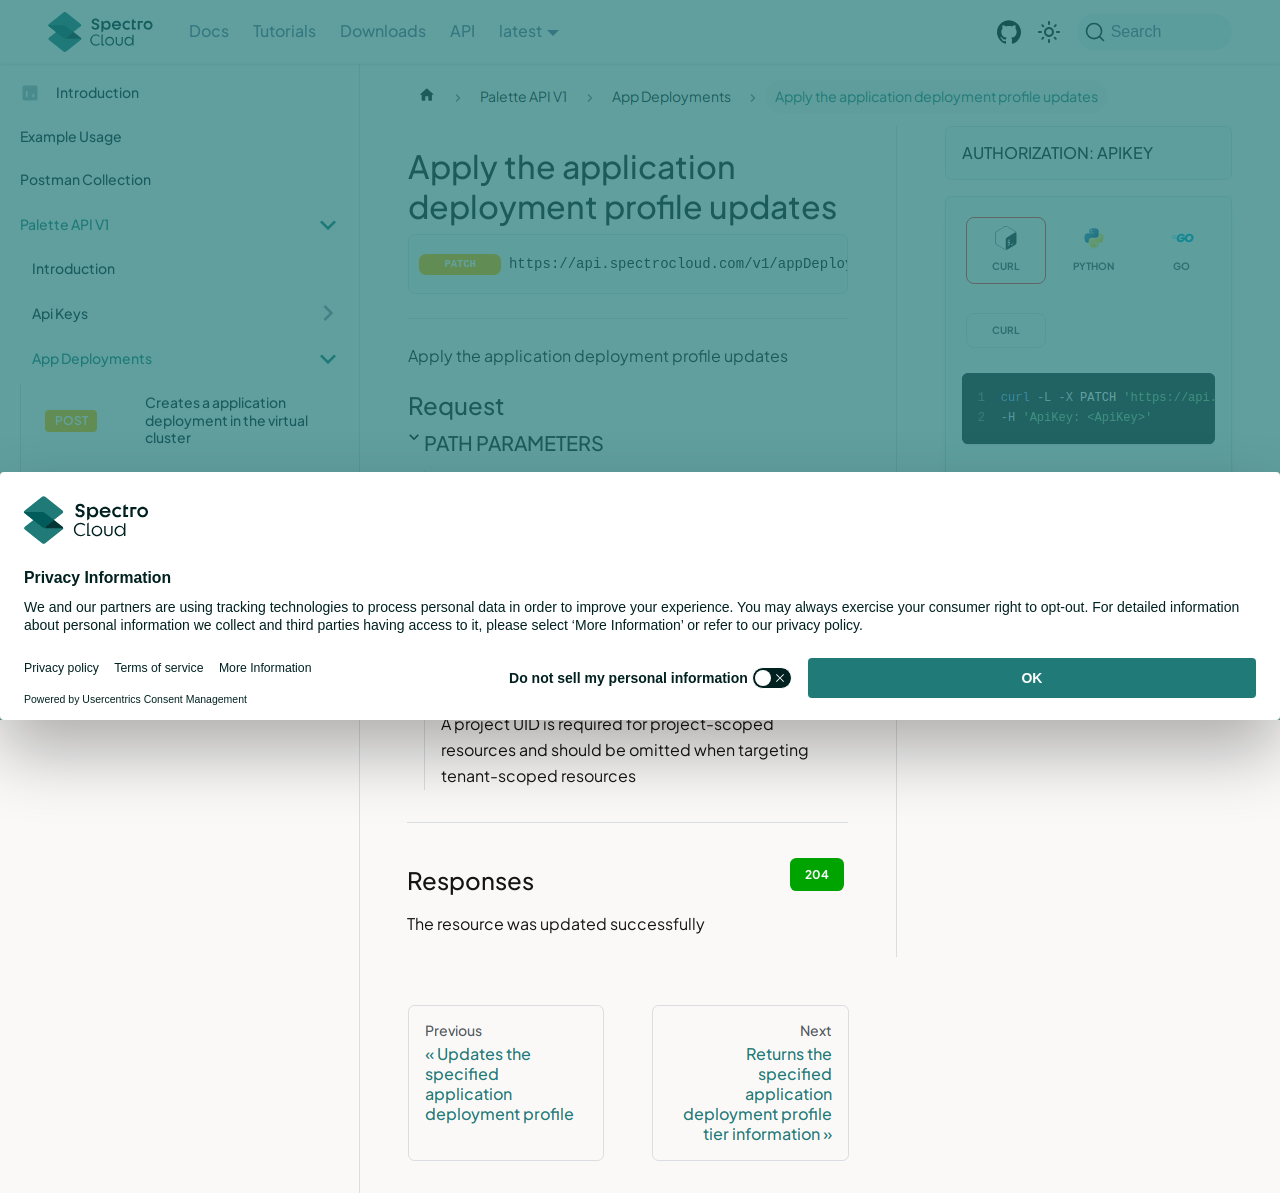 Spectro Cloud
Docs
Tutorials
Downloads
API
latest
Search
Introduction
Example Usage
Postman Collection
Palette API V1
Introduction
Api Keys
App Deployments
POST
Creates a application
deployment in the virtual
cluster
Palette API V1
App Deployments
Apply the application deployment profile updates
Apply the application
deployment profile updates
PATCH
https://api.spectrocloud.com/v1/appDeploy
Apply the application deployment profile updates
Request
PATH PARAMETERS
AUTHORIZATION: APIKEY
CURL
PYTHON
GO
CURL
1 curl -L -X PATCH 'https://api.
2 -H 'ApiKey: <ApiKey>'
Spectro
Cloud
Privacy Information
We and our partners are using tracking technologies to process personal data in order to improve your experience. You may always exercise your consumer right to opt-out. For detailed information
about personal information we collect and third parties having access to it, please select ‘More Information’ or refer to our privacy policy.
Privacy policy
Terms of service
More Information
Powered by Usercentrics Consent Management
Do not sell my personal information
OK
A project UID is required for project-scoped
resources and should be omitted when targeting
tenant-scoped resources
Responses
204
The resource was updated successfully
Previous
« Updates the
specified
application
deployment profile
Next
Returns the
specified
application
deployment profile
tier information »